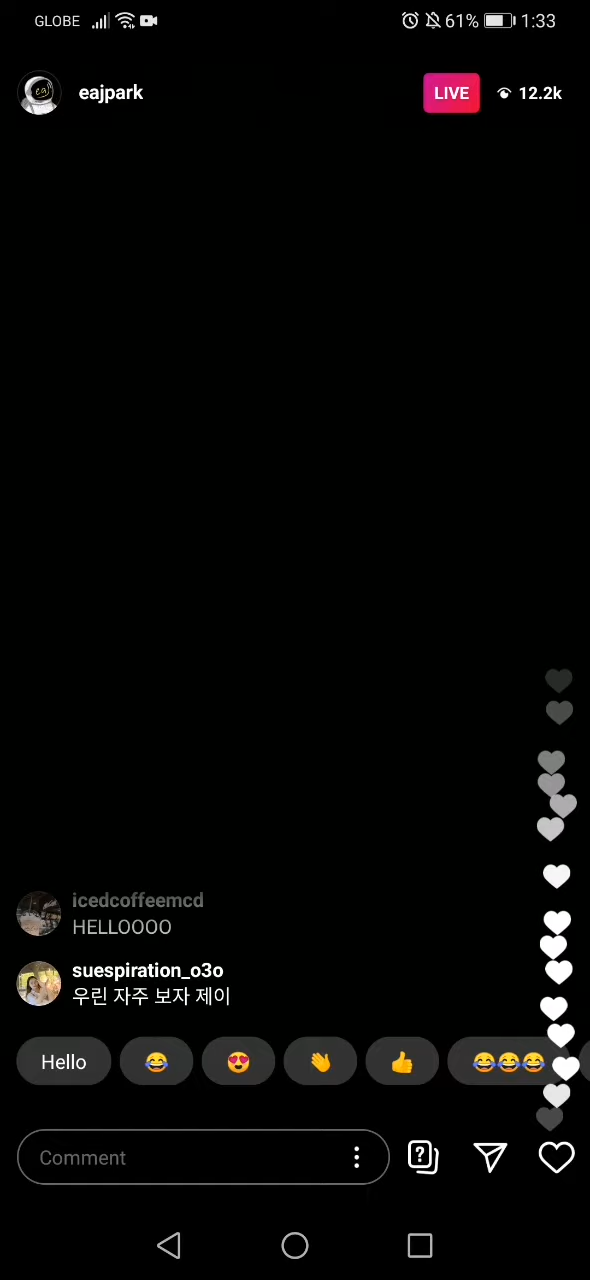 GLOBE 61% 1:33
eaj
eajpark LIVE 12.2k
icedcoffeemcd
HELLOOOO
suespiration_o3o
우린 자주 보자 제이
Hello 😂 😍 👋 👍 😂😂😂
Comment